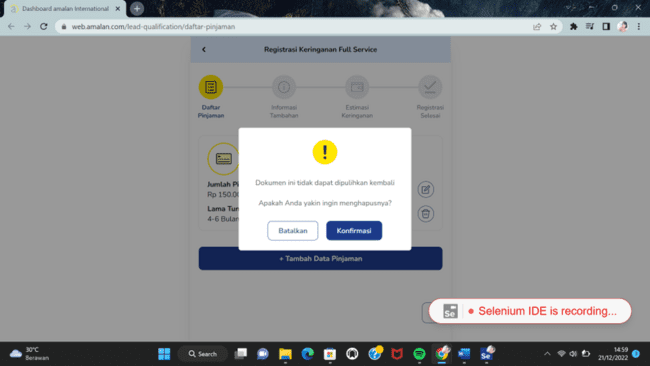 Dashboard amalan International
web.amalan.com/lead-qualification/daftar-pinjaman
Registrasi Keringanan Full Service
Daftar
Pinjaman
Informasi
Tambahan
Estimasi
Keringanan
Registrasi
Selesai
!
Dokumen ini tidak dapat dipulihkan kembali
Apakah Anda yakin ingin menghapusnya?
Batalkan
Konfirmasi
Jumlah Pi
Rp 150.00
Lama Tun
4-6 Bulan
+ Tambah Data Pinjaman
Se
Selenium IDE is recording...
30°C
Berawan
Search
14:59
21/12/2022